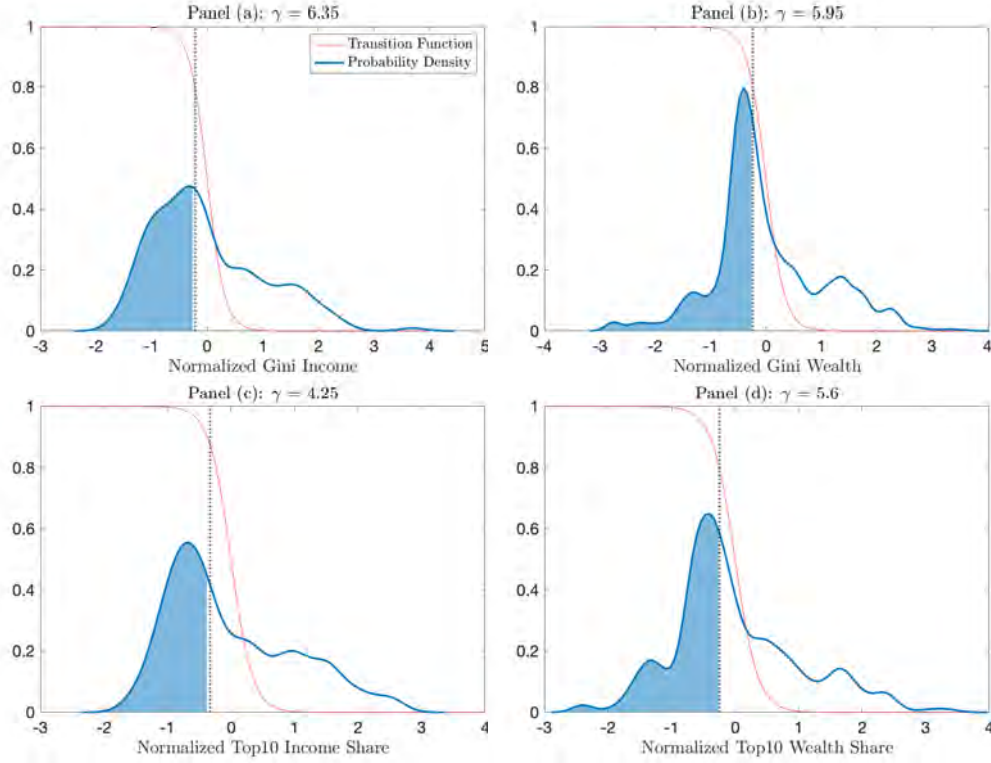 Panel (a): γ = 6.35
1
0.8
0.6
0.4
0.2
0
-3 -2 -1 0 1 2 3 4 5
Normalized Gini Income
Transition Function
Probability Density
Panel (b): γ = 5.95
1
0.8
0.6
0.4
0.2
0
-4 -3 -2 -1 0 1 2 3 4
Normalized Gini Wealth
Panel (c): γ = 4.25
1
0.8
0.6
0.4
0.2
0
-3 -2 -1 0 1 2 3 4
Normalized Top10 Income Share
Panel (d): γ = 5.6
1
0.8
0.6
0.4
0.2
0
-3 -2 -1 0 1 2 3 4
Normalized Top10 Wealth Share